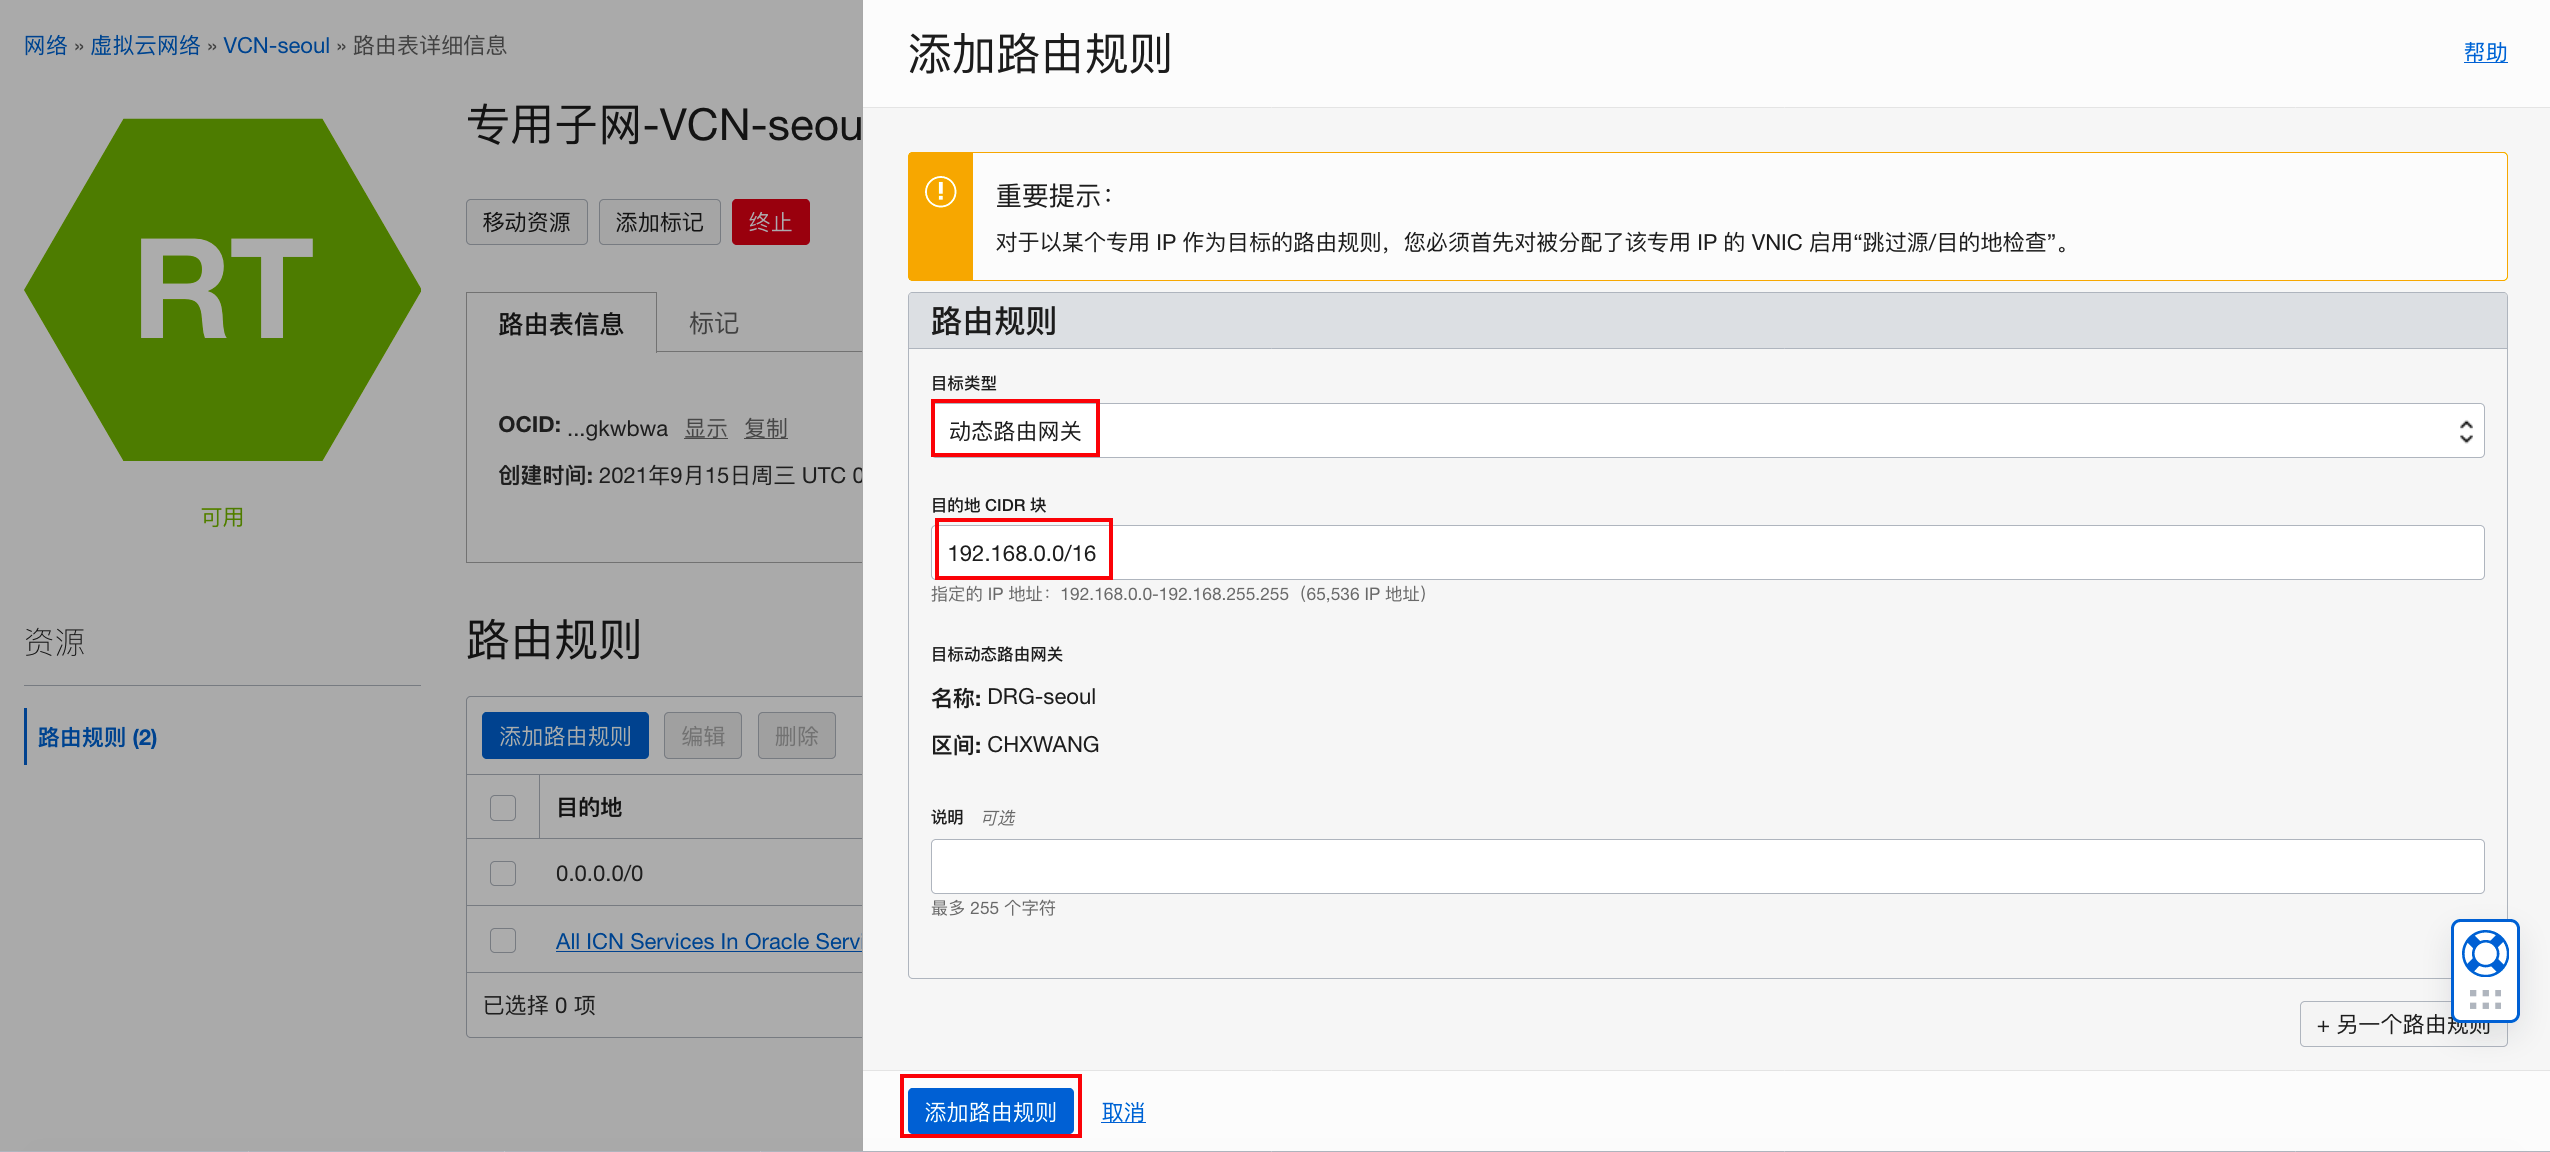 网络 » 虚拟云网络 » VCN-seoul » 路由表详细信息
RT
可用
资源
路由规则 (2)
专用子网-VCN-seou
移动资源 添加标记 终止
路由表信息 标记
OCID: ...gkwbwa 显示 复制
创建时间: 2021年9月15日周三 UTC 0
路由规则
添加路由规则 编辑 删除
目的地
0.0.0.0/0
All ICN Services In Oracle Servi
已选择 0 项
添加路由规则
帮助
重要提示：
对于以某个专用 IP 作为目标的路由规则，您必须首先对被分配了该专用 IP 的 VNIC 启用“跳过源/目的地检查”。
路由规则
目标类型
动态路由网关
目的地 CIDR 块
192.168.0.0/16
指定的 IP 地址：192.168.0.0-192.168.255.255（65,536 IP 地址）
目标动态路由网关
名称: DRG-seoul
区间: CHXWANG
说明 可选
最多 255 个字符
+ 另一个路由规则
添加路由规则 取消